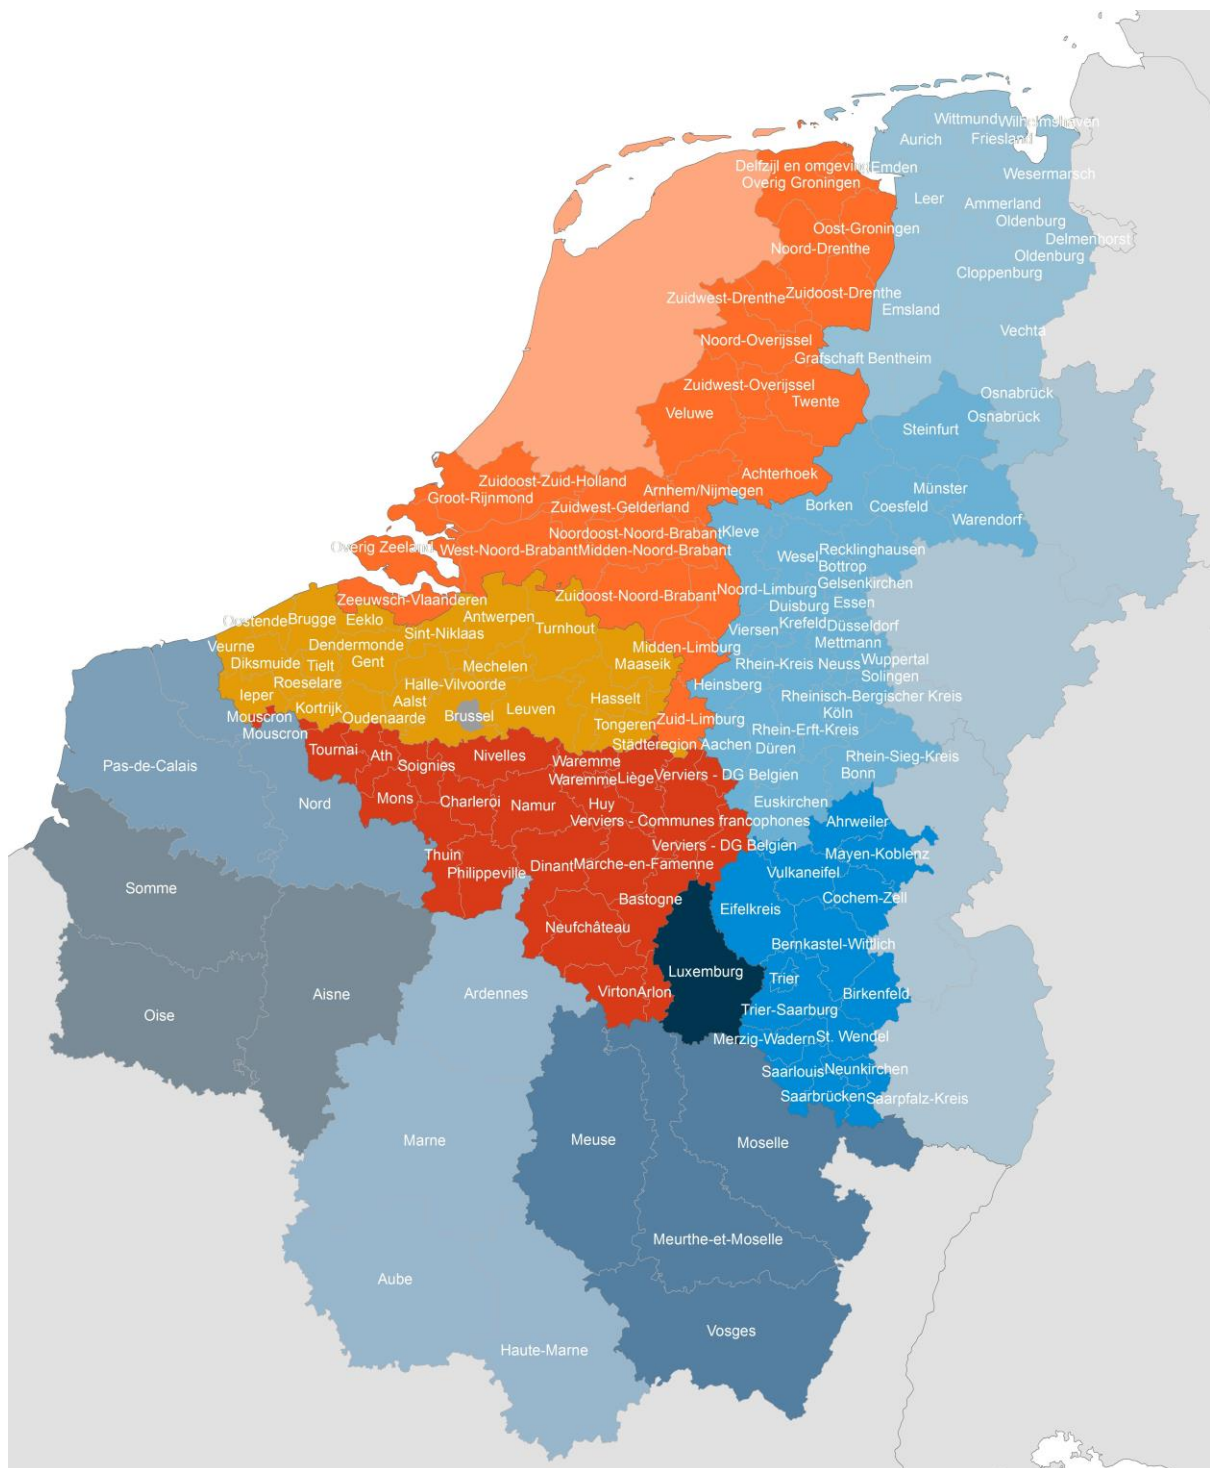 Wittmund
Wilhelmshaven
Aurich
Friesland
Delfzijl en omgeving
Emden
Overig Groningen
Wesermarsch
Leer
Ammerland
Oldenburg
Oost-Groningen
Delmenhorst
Noord-Drenthe
Oldenburg
Cloppenburg
Zuidwest-Drenthe
Zuidoost-Drenthe
Emsland
Vechta
Noord-Overijssel
Grafschaft Bentheim
Zuidwest-Overijssel
Osnabrück
Twente
Veluwe
Osnabrück
Steinfurt
Achterhoek
Zuidoost-Zuid-Holland
Arnhem/Nijmegen
Münster
Groot-Rijnmond
Zuidwest-Gelderland
Borken
Coesfeld
Warendorf
Noordoost-Noord-Brabant
Kleve
Overig Zeeland
West-Noord-Brabant
Midden-Noord-Brabant
Recklinghausen
Wesel
Bottrop
Gelsenkirchen
Noord-Limburg
Zuidoost-Noord-Brabant
Zeeuwsch-Vlaanderen
Essen
Duisburg
Oostende
Brugge
Eeklo
Antwerpen
Turnhout
Krefeld
Düsseldorf
Viersen
Sint-Niklaas
Mettmann
Veurne
Dendermonde
Midden-Limburg
Diksmuide
Tielt
Gent
Mechelen
Maaseik
Rhein-Kreis Neuss
Wuppertal
Solingen
Roeselare
Halle-Vilvoorde
Heinsberg
Ieper
Aalst
Hasselt
Rheinisch-Bergischer Kreis
Kortrijk
Leuven
Köln
Mouscron
Oudenaarde
Brussel
Tongeren
Zuid-Limburg
Mouscron
Rhein-Erft-Kreis
Tournai
Ath
Nivelles
Städteregion Aachen
Düren
Pas-de-Calais
Soignies
Waremme
Rhein-Sieg-Kreis
Waremme
Liège
Verviers - DG Belgien
Bonn
Mons
Charleroi
Namur
Huy
Euskirchen
Nord
Verviers - Communes francophones
Ahrweiler
Verviers - DG Belgien
Thuin
Dinant
Marche-en-Famenne
Mayen-Koblenz
Philippeville
Vulkaneifel
Somme
Bastogne
Cochem-Zell
Eifelkreis
Neufchâteau
Bernkastel-Wittlich
Luxemburg
Trier
Aisne
Ardennes
Virton
Arlon
Birkenfeld
Oise
Trier-Saarburg
Merzig-Wadern
St. Wendel
Saarlouis
Neunkirchen
Saarbrücken
Saarpfalz-Kreis
Marne
Meuse
Moselle
Meurthe-et-Moselle
Aube
Vosges
Haute-Marne